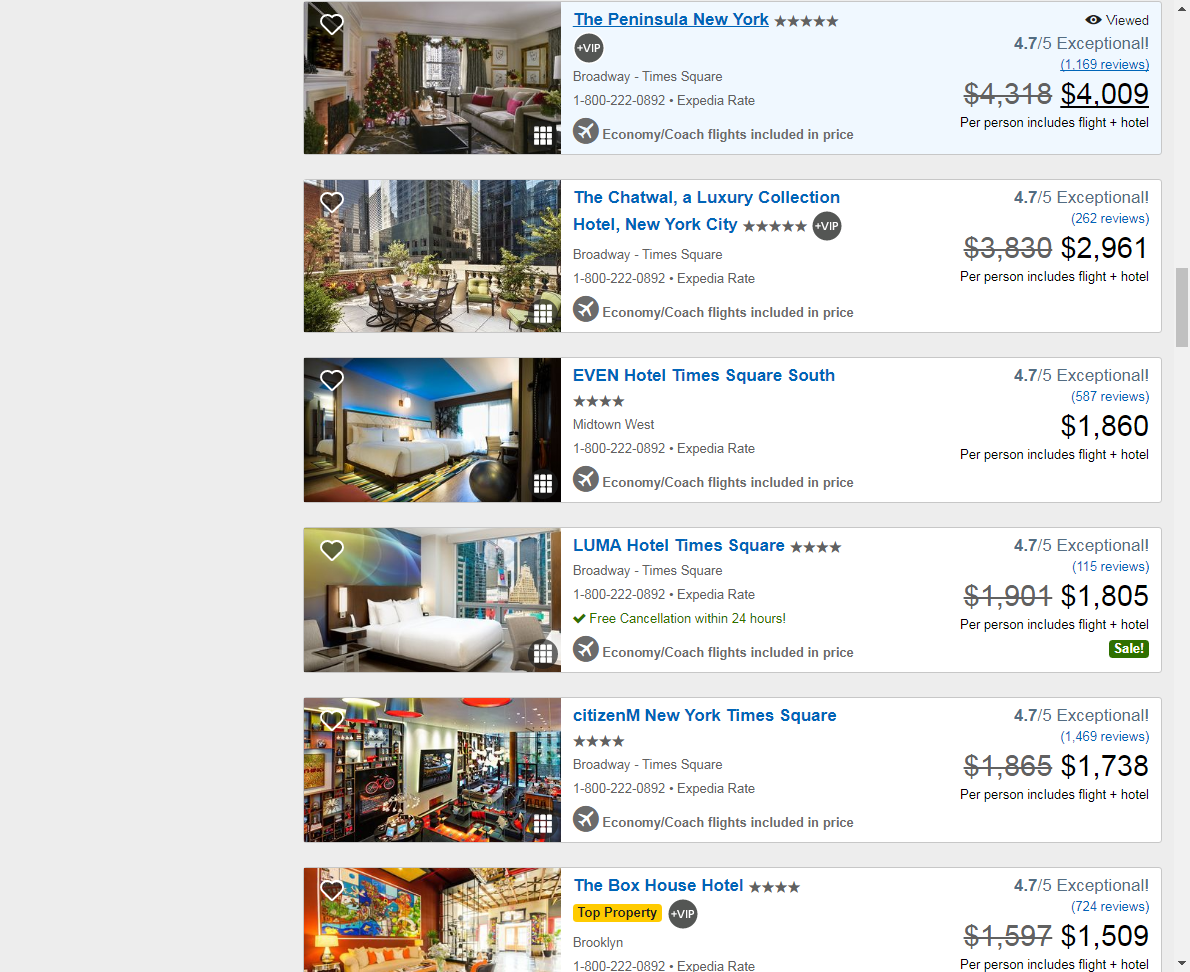 The Peninsula New York
Viewed
+VIP
4.7/5 Exceptional!
(1,169 reviews)
Broadway - Times Square
$4,318 $4,009
1-800-222-0892 • Expedia Rate
Per person includes flight + hotel
Economy/Coach flights included in price
The Chatwal, a Luxury Collection
Hotel, New York City
+VIP
4.7/5 Exceptional!
(262 reviews)
Broadway - Times Square
$3,830 $2,961
1-800-222-0892 • Expedia Rate
Per person includes flight + hotel
Economy/Coach flights included in price
EVEN Hotel Times Square South
4.7/5 Exceptional!
(587 reviews)
Midtown West
$1,860
1-800-222-0892 • Expedia Rate
Per person includes flight + hotel
Economy/Coach flights included in price
LUMA Hotel Times Square
4.7/5 Exceptional!
(115 reviews)
Broadway - Times Square
$1,901 $1,805
1-800-222-0892 • Expedia Rate
Free Cancellation within 24 hours!
Per person includes flight + hotel
Sale!
Economy/Coach flights included in price
citizenM New York Times Square
4.7/5 Exceptional!
(1,469 reviews)
Broadway - Times Square
$1,865 $1,738
1-800-222-0892 • Expedia Rate
Per person includes flight + hotel
Economy/Coach flights included in price
The Box House Hotel
4.7/5 Exceptional!
(724 reviews)
Top Property
+VIP
Brooklyn
$1,597 $1,509
1-800-222-0892 • Expedia Rate
Per person includes flight + hotel